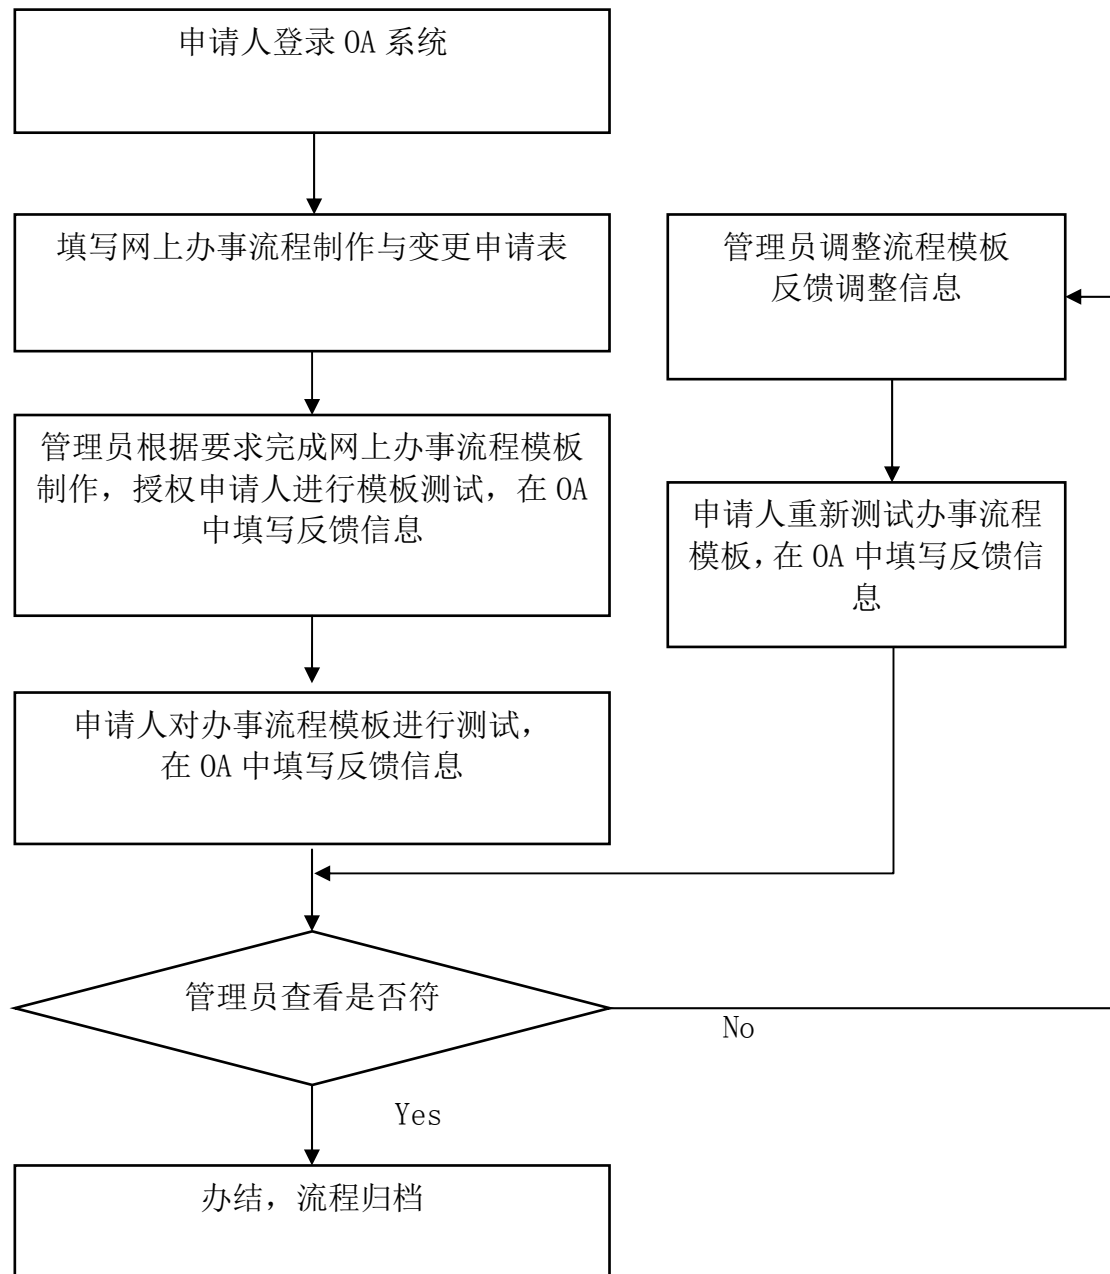 申请人登录 OA 系统
填写网上办事流程制作与变更申请表
管理员根据要求完成网上办事流程模板
制作，授权申请人进行模板测试，在 OA
中填写反馈信息
申请人对办事流程模板进行测试，
在 OA 中填写反馈信息
管理员调整流程模板
反馈调整信息
申请人重新测试办事流程
模板，在 OA 中填写反馈信
息
管理员查看是否符
No
Yes
办结，流程归档